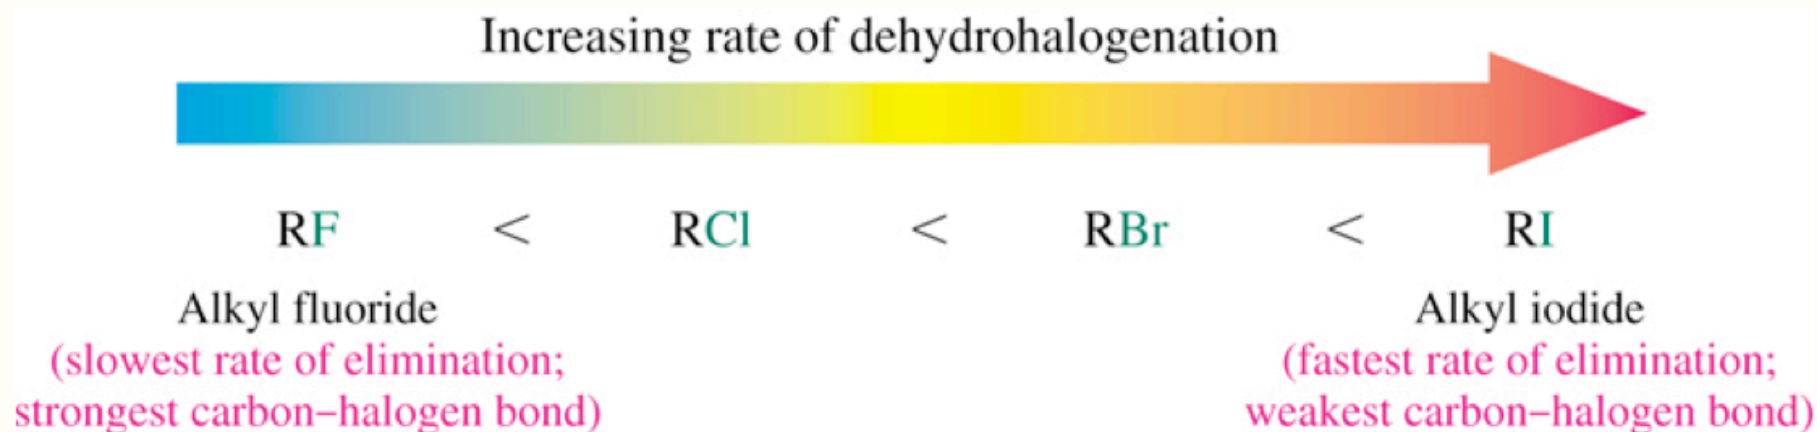 Increasing rate of dehydrohalogenation
RF < RCl < RBr < RI
Alkyl fluoride Alkyl iodide
(slowest rate of elimination; (fastest rate of elimination;
strongest carbon–halogen bond) weakest carbon–halogen bond)